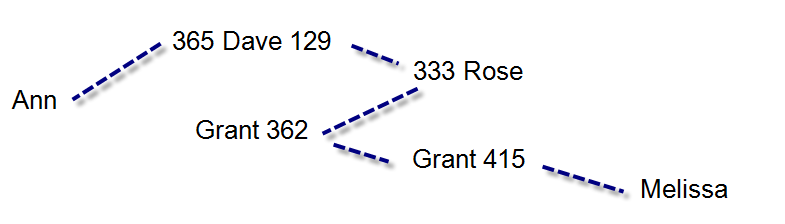 365 Dave 129
333 Rose
Ann
Grant 362
Grant 415
Melissa